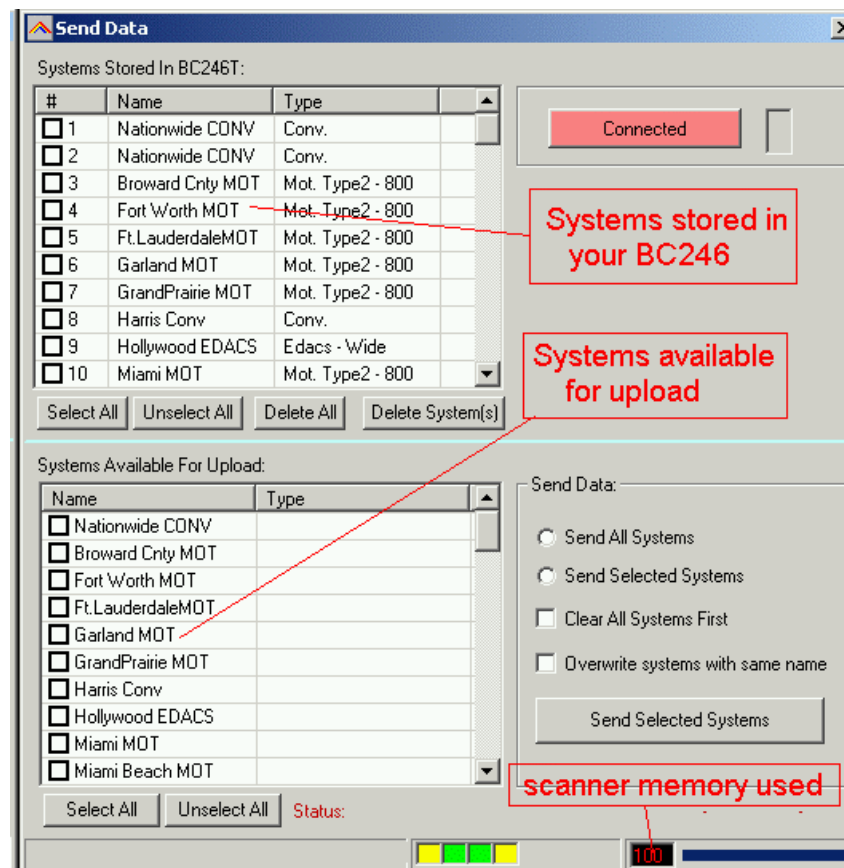 Send Data
Systems Stored In BC246T:
# Name Type
1 Nationwide CONV Conv.
2 Nationwide CONV Conv.
3 Broward Cnty MOT Mot. Type2 - 800
4 Fort Worth MOT Mot. Type2 - 800
5 Ft.LauderdaleMOT Mot. Type2 - 800
6 Garland MOT Mot. Type2 - 800
7 GrandPrairie MOT Mot. Type2 - 800
8 Harris Conv Conv.
9 Hollywood EDACS Edacs - Wide
10 Miami MOT Mot. Type2 - 800
Select All Unselect All Delete All Delete System(s)
Connected
Systems stored in
your BC246
Systems available
for upload
Systems Available For Upload:
Name Type
Nationwide CONV
Broward Cnty MOT
Fort Worth MOT
Ft.LauderdaleMOT
Garland MOT
GrandPrairie MOT
Harris Conv
Hollywood EDACS
Miami MOT
Miami Beach MOT
Select All Unselect All Status:
Send Data:
Send All Systems
Send Selected Systems
Clear All Systems First
Overwrite systems with same name
Send Selected Systems
scanner memory used
100